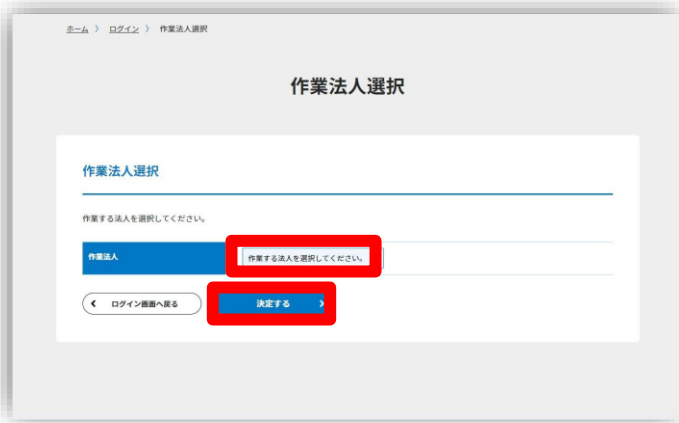 ホーム 〉 ログイン 〉 作業法人選択
作業法人選択
作業法人選択
作業する法人を選択してください。
作業法人 作業する法人を選択してください。
ログイン画面へ戻る 決定する